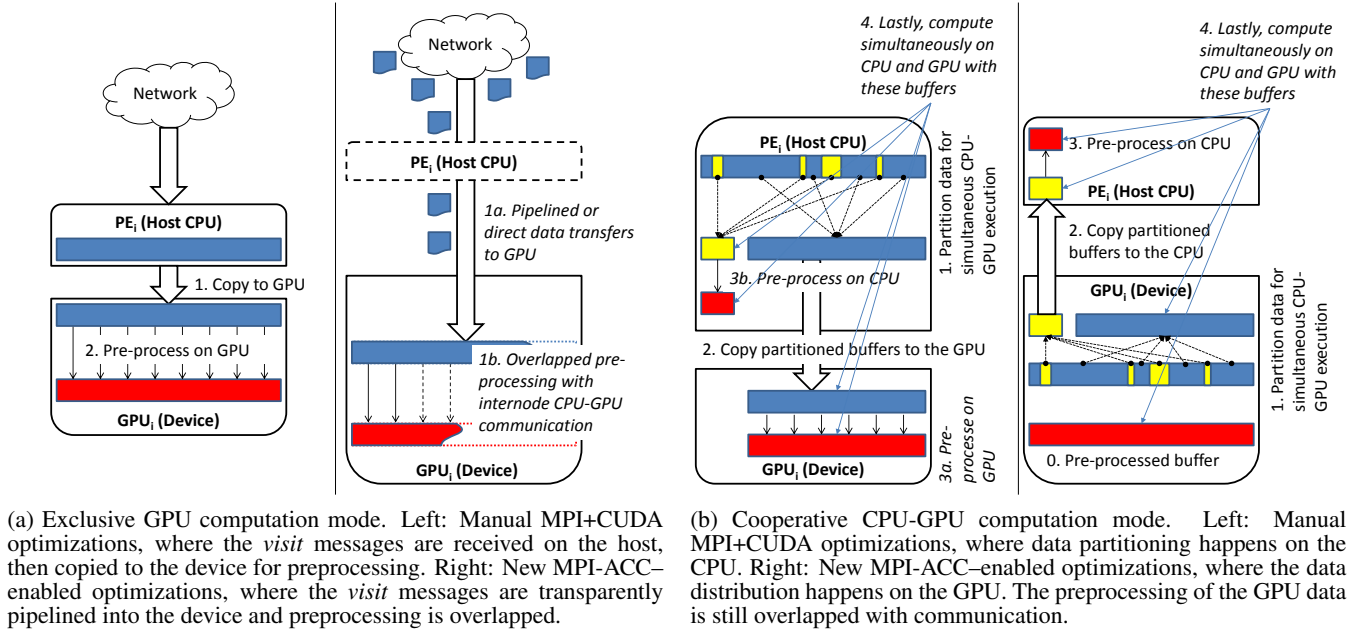 Network
PEi (Host CPU)
1. Copy to GPU
2. Pre-process on GPU
GPUi (Device)
Network
PEi (Host CPU)
1a. Pipelined or
direct data transfers
to GPU
1b. Overlapped pre-
processing with
internode CPU-GPU
communication
GPUi (Device)
4. Lastly, compute
simultaneously on
CPU and GPU with
these buffers
PEi (Host CPU)
3b. Pre-process on CPU
1. Partition data for
simultaneous CPU-
GPU execution
2. Copy partitioned buffers to the GPU
GPUi (Device)
3a. Pre-
processe on
GPU
4. Lastly, compute
simultaneously on
CPU and GPU with
these buffers
3. Pre-process on CPU
PEi (Host CPU)
2. Copy partitioned
buffers to the CPU
GPUi (Device)
1. Partition data for
simultaneous CPU-
GPU execution
0. Pre-processed buffer
(a) Exclusive GPU computation mode. Left: Manual MPI+CUDA
optimizations, where the visit messages are received on the host,
then copied to the device for preprocessing. Right: New MPI-ACC–
enabled optimizations, where the visit messages are transparently
pipelined into the device and preprocessing is overlapped.
(b) Cooperative CPU-GPU computation mode. Left: Manual
MPI+CUDA optimizations, where data partitioning happens on the
CPU. Right: New MPI-ACC–enabled optimizations, where the data
distribution happens on the GPU. The preprocessing of the GPU data
is still overlapped with communication.